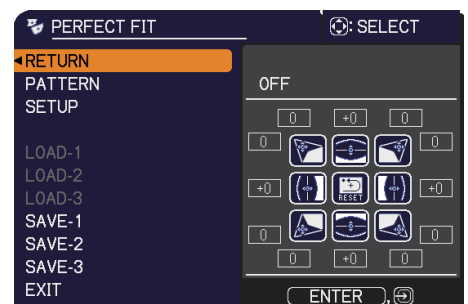 PERFECT FIT
: SELECT
RETURN
PATTERN
SETUP
LOAD-1
LOAD-2
LOAD-3
SAVE-1
SAVE-2
SAVE-3
EXIT
OFF
0 +0 0
0 0
+0 RESET +0
0 0
0 +0 0
ENTER ,